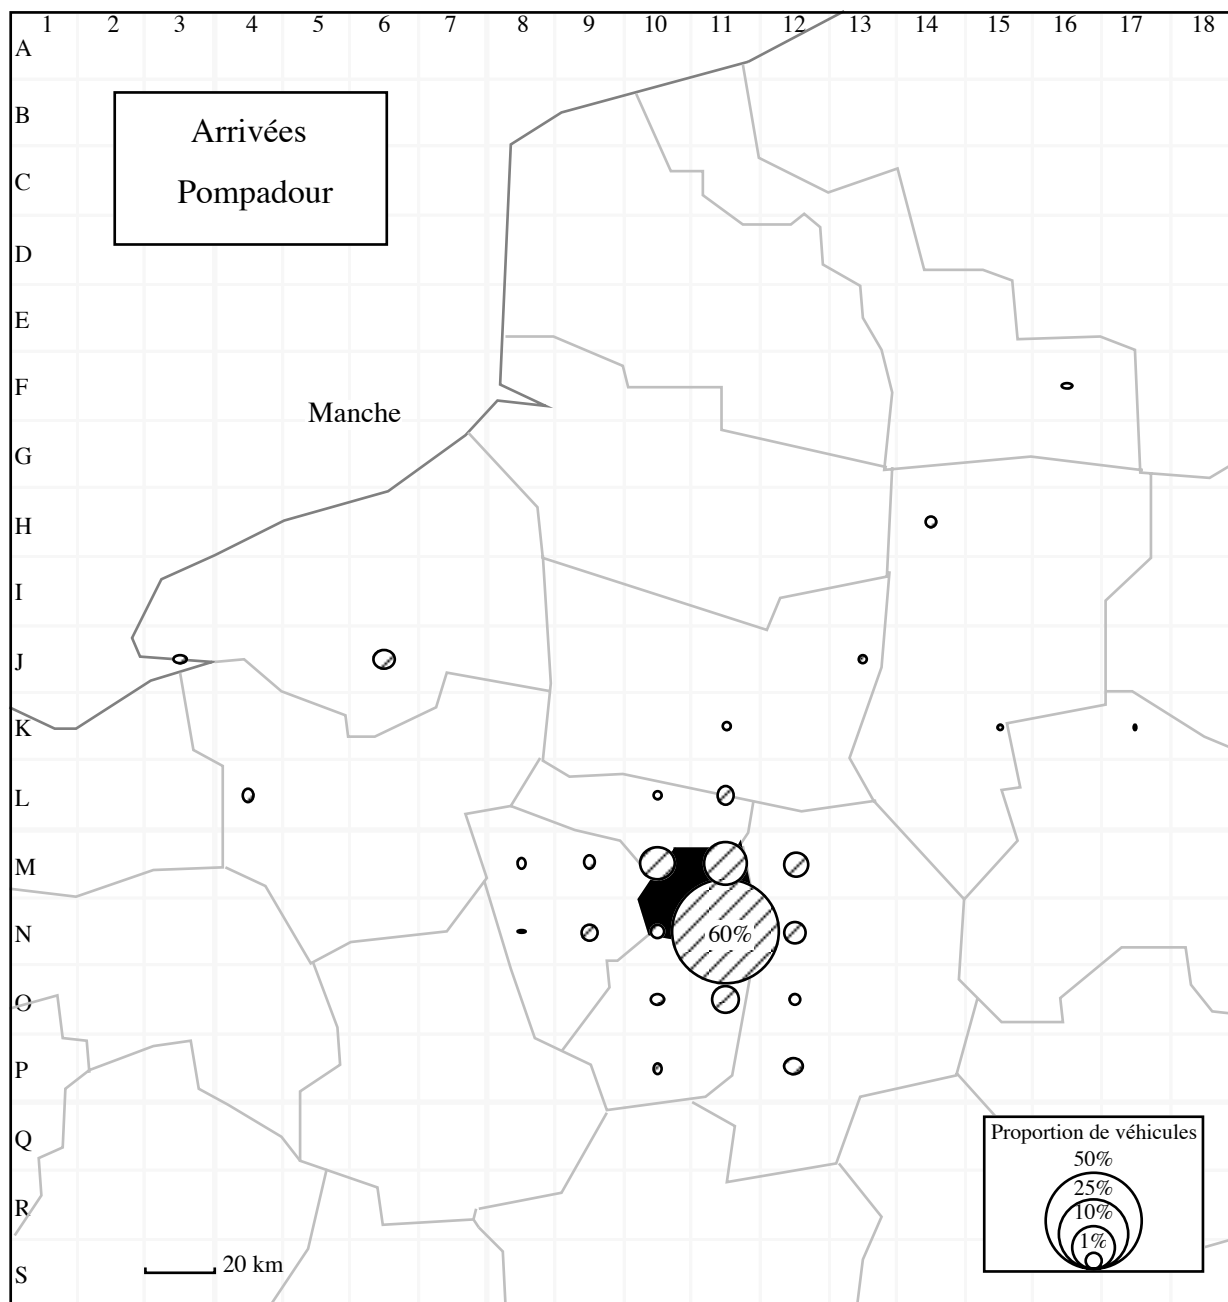 1 2 3 4 5 6 7 8 9 10 11 12 13 14 15 16 17 18
A
B
Arrivées
Pompadour
C
D
E
F
Manche
G
H
I
J
K
L
M
N
60%
O
P
Q
Proportion de véhicules
50%
25%
10%
1%
R
20 km
S